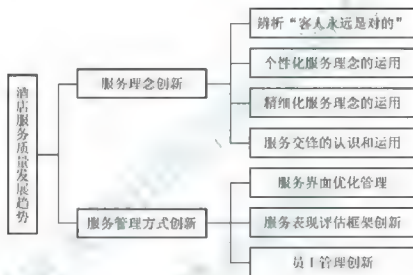 酒店服务质量发展趋势
服务理念创新
辨析“客人永远是对的”
个性化服务理念的运用
精细化服务理念的运用
服务交锋的认识和运用
服务管理方式创新
服务界面优化管理
服务表现评估框架创新
员工管理创新